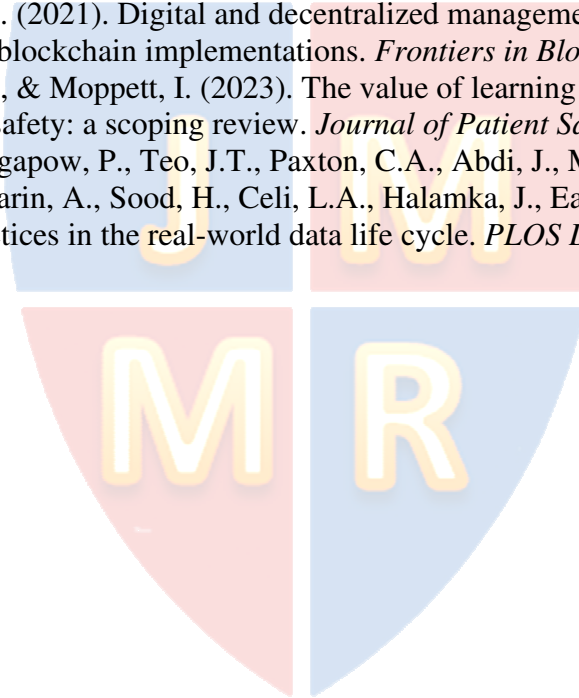 . (2021). Digital and decentralized manageme
blockchain implementations. Frontiers in Blo
, & Moppett, I. (2023). The value of learning
safety: a scoping review. Journal of Patient Sa
gapow, P., Teo, J.T., Paxton, C.A., Abdi, J., M
arin, A., Sood, H., Celi, L.A., Halamka, J., Ea
tices in the real-world data life cycle. PLOS D
J M
M R